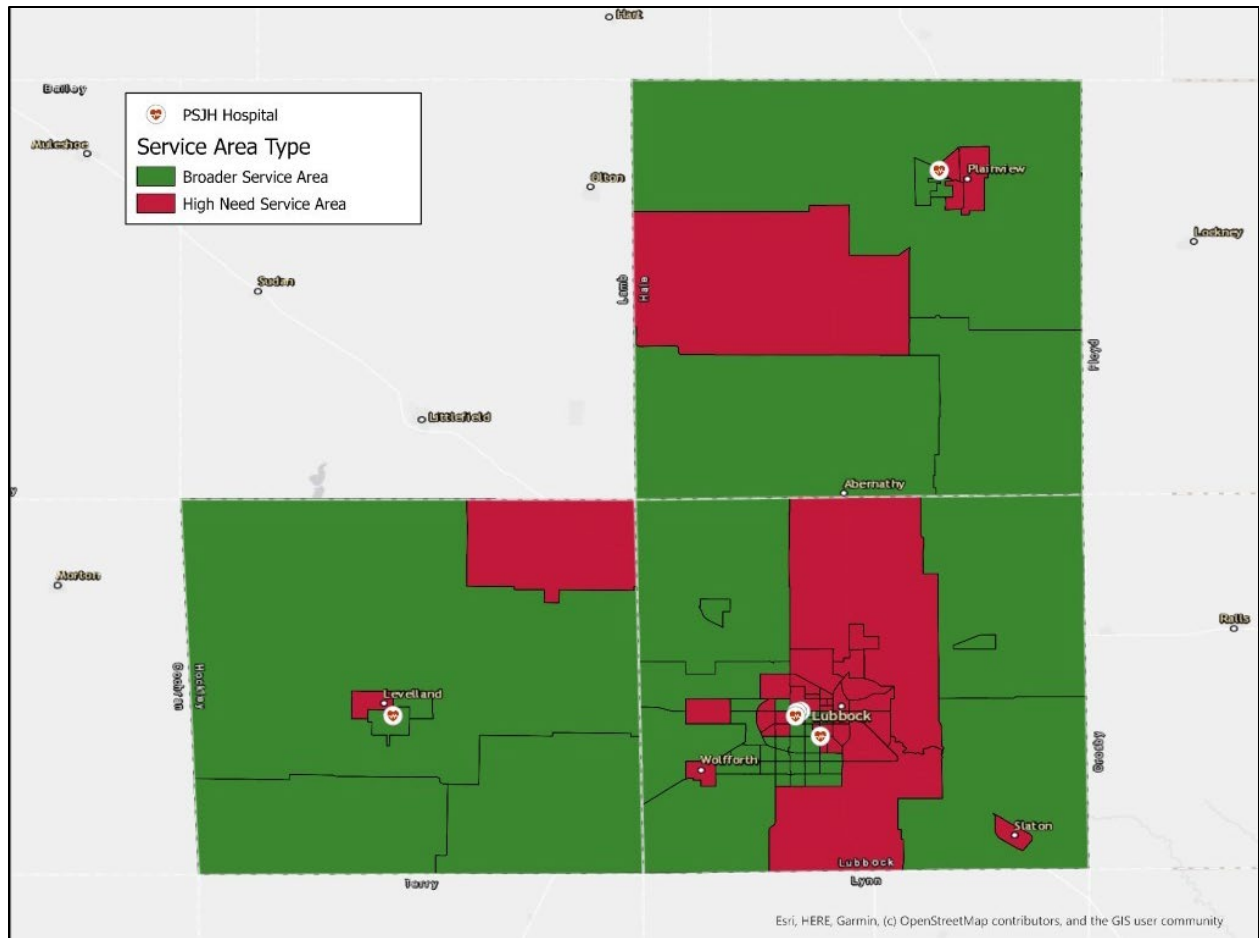 Hart
Bailey
Muleshoe
PSJH Hospital
Service Area Type
Broader Service Area
High Need Service Area
Olton
Plainview
Lockney
Sudan
Lamb
Hale
Floyd
Littlefield
Abernathy
Morton
Ralls
Cochran
Hockley
Levelland
Lubbock
Wolfforth
Crosby
Slaton
Lubbock
Lynn
Terry
Esri, HERE, Garmin, (c) OpenStreetMap contributors, and the GIS user community